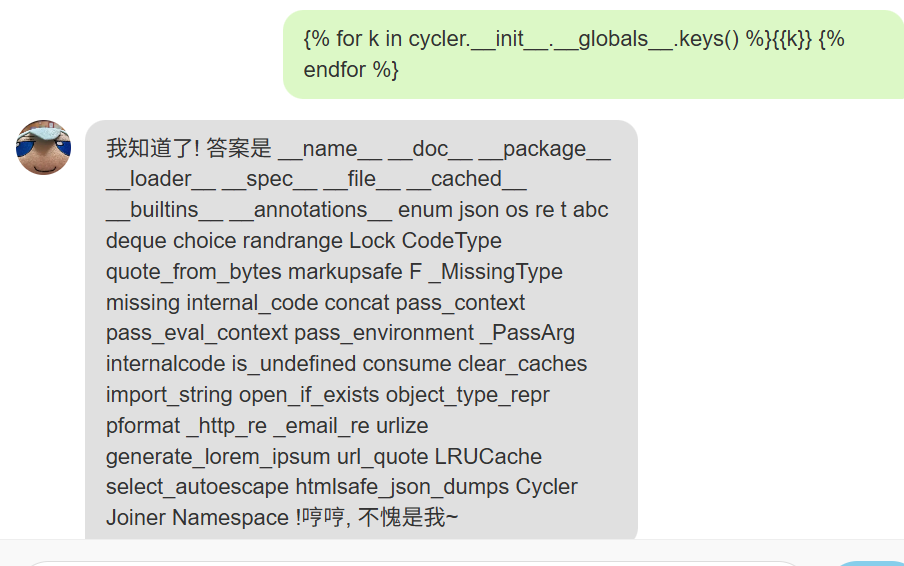 {% for k in cycler.__init__.__globals__.keys() %}{{k}} {%
endfor %}
我知道了! 答案是 __name__ __doc__ __package__
__loader__ __spec__ __file__ __cached__
__builtins__ __annotations__ enum json os re t abc
deque choice randrange Lock CodeType
quote_from_bytes markupsafe F _MissingType
missing internal_code concat pass_context
pass_eval_context pass_environment _PassArg
internalcode is_undefined consume clear_caches
import_string open_if_exists object_type_repr
pformat _http_re _email_re urlize
generate_lorem_ipsum url_quote LRUCache
select_autoescape htmlsafe_json_dumps Cycler
Joiner Namespace !哼哼, 不愧是我~